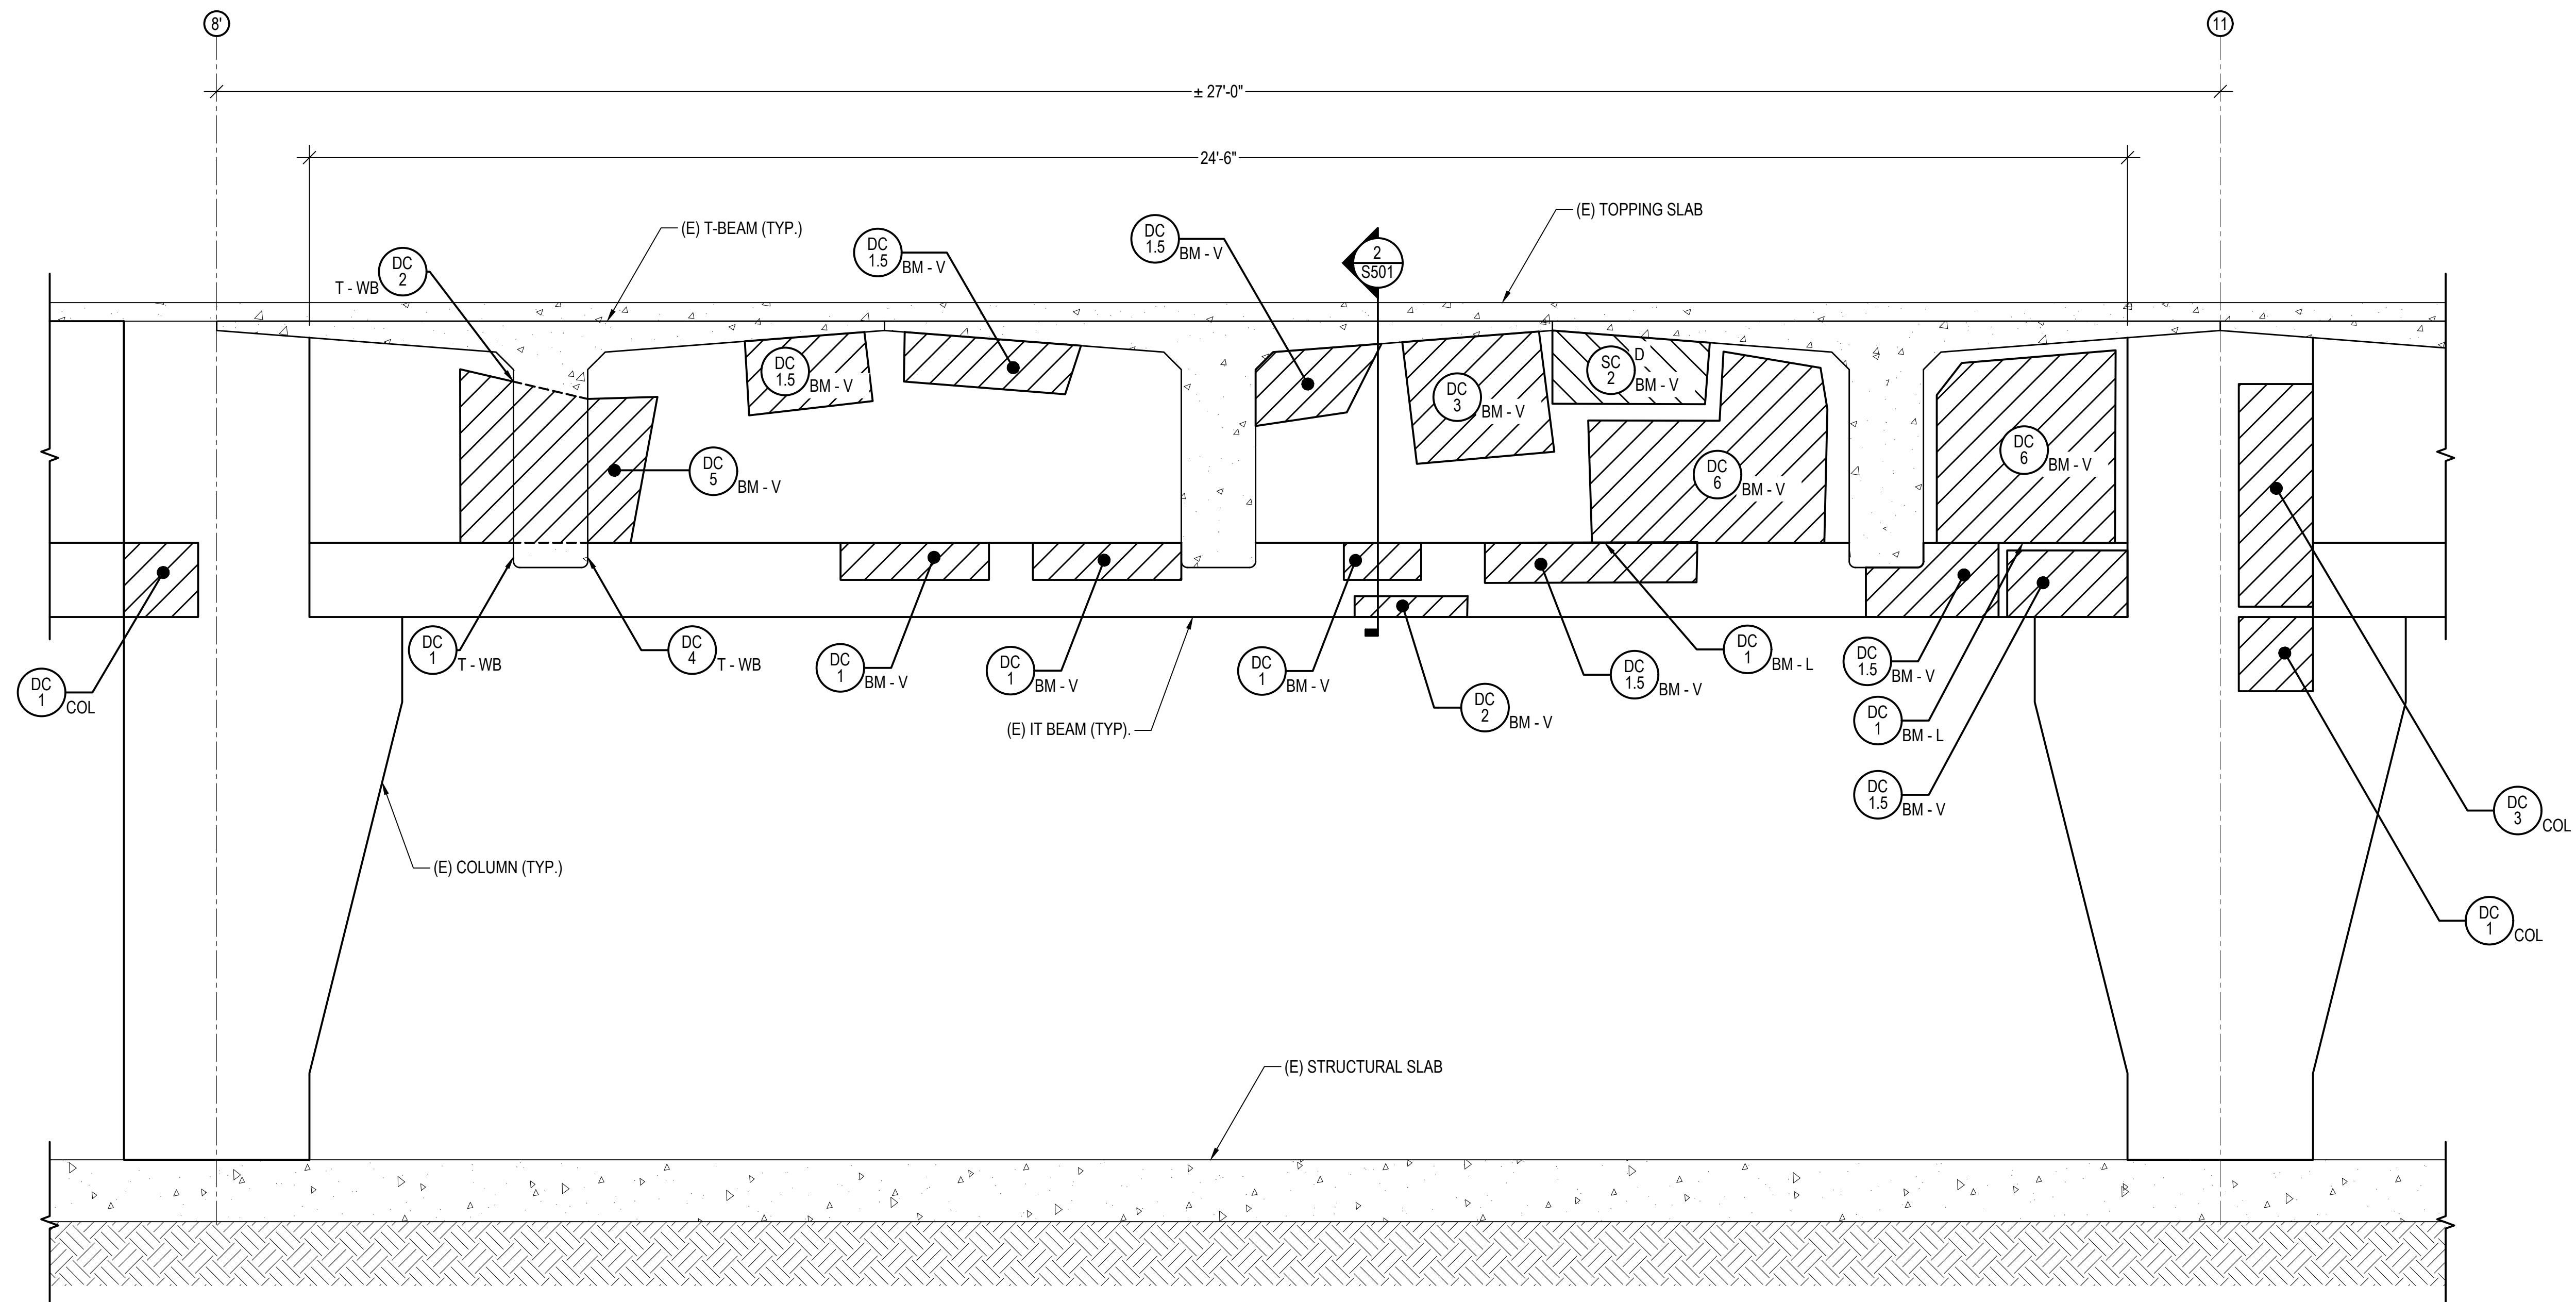 8'
11
± 27'-0"
24'-6"
(E) T-BEAM (TYP.)
(E) TOPPING SLAB
DC
2
T - WB
DC
1.5
BM - V
DC
1.5
BM - V
2
S501
DC
1.5
BM - V
DC
3
BM - V
SC
2
D
BM - V
DC
5
BM - V
DC
6
BM - V
DC
6
BM - V
DC
1
COL
DC
1
T - WB
DC
4
T - WB
DC
1
BM - V
DC
1
BM - V
DC
1
BM - V
DC
2
BM - V
DC
1.5
BM - V
DC
1
BM - L
DC
1.5
BM - V
DC
1
BM - L
DC
1.5
BM - V
(E) IT BEAM (TYP).
DC
3
COL
(E) COLUMN (TYP.)
DC
1
COL
(E) STRUCTURAL SLAB